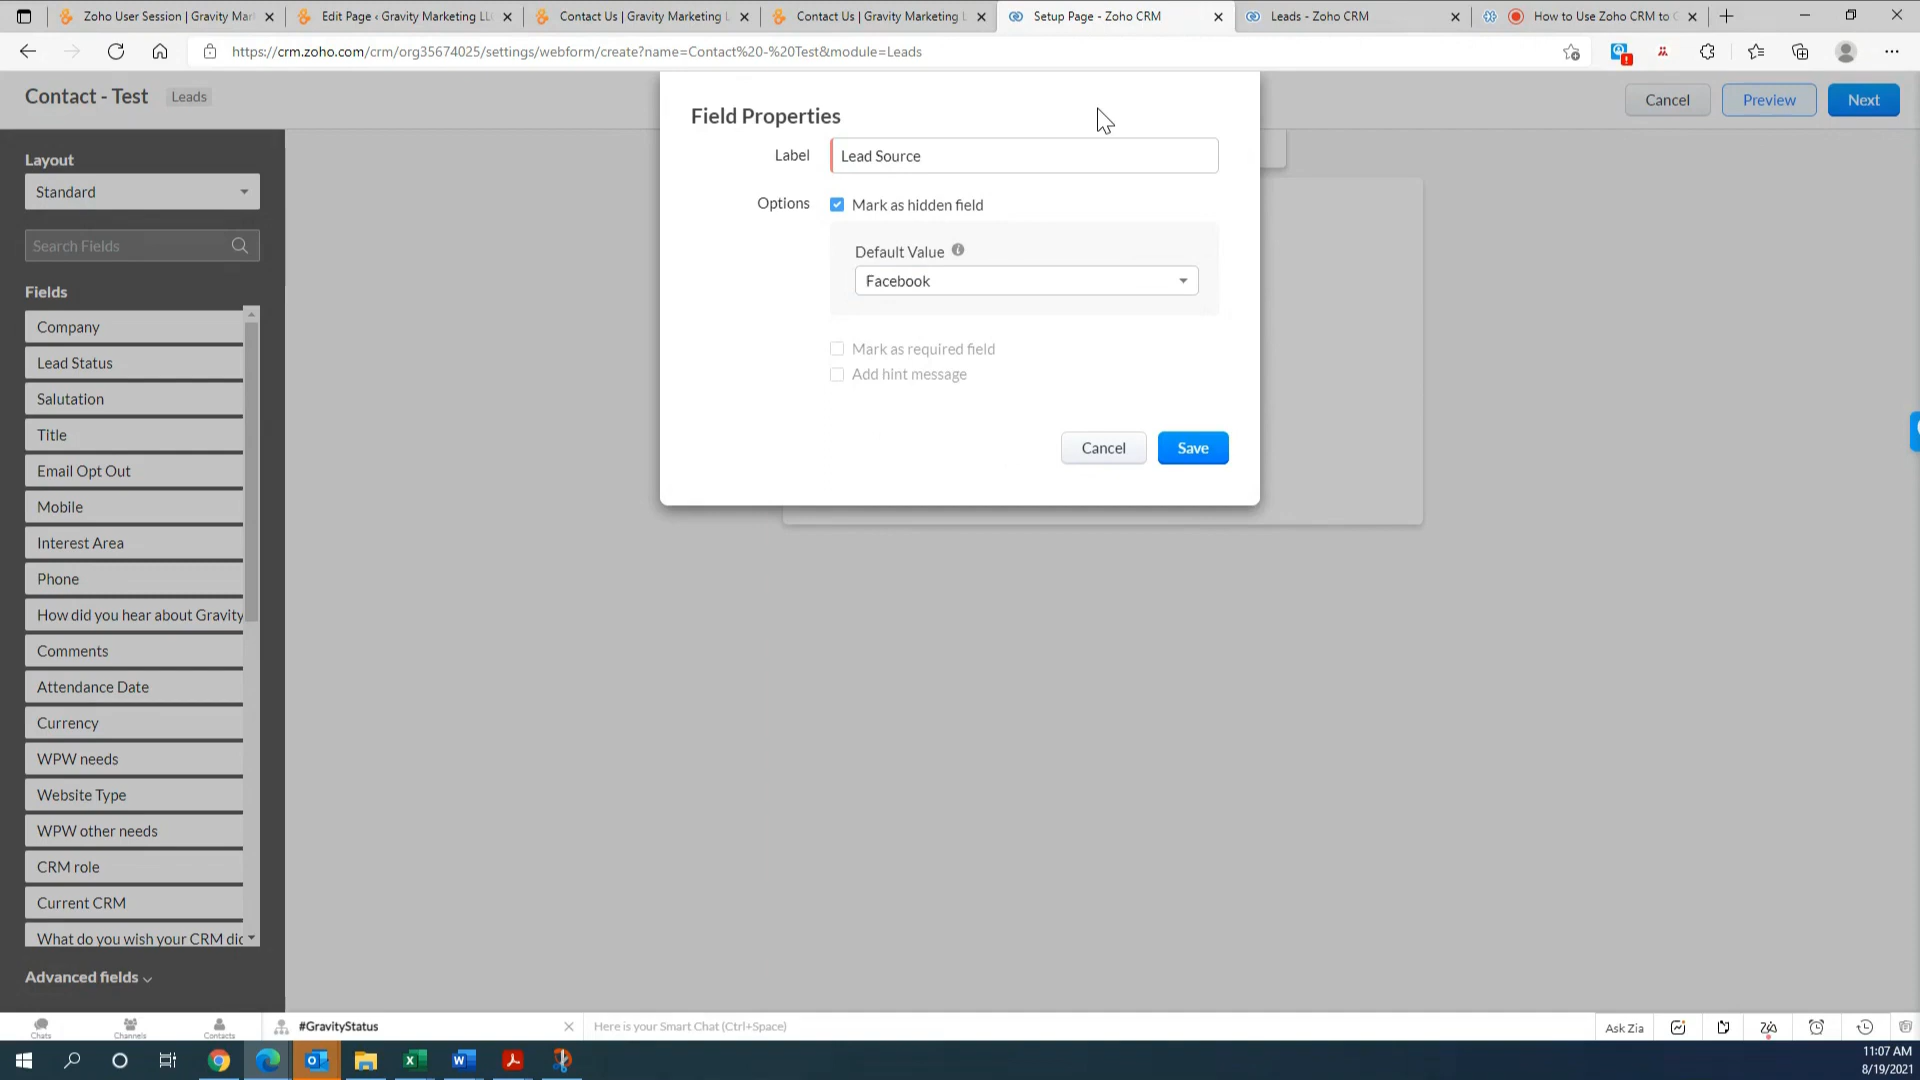 Zoho User Session | Gravity Mar
Edit Page ‹ Gravity Marketing LL
Contact Us | Gravity Marketing L
Contact Us | Gravity Marketing L
Setup Page - Zoho CRM
Leads - Zoho CRM
How to Use Zoho CRM to
https://crm.zoho.com/crm/org35674025/settings/webform/create?name=Contact%20-%20Test&module=Leads
Contact - Test
Leads
Cancel
Preview
Next
Layout
Standard
Search Fields
Fields
Company
Lead Status
Salutation
Title
Email Opt Out
Mobile
Interest Area
Phone
How did you hear about Gravity
Comments
Attendance Date
Currency
WPW needs
Website Type
WPW other needs
CRM role
Current CRM
What do you wish your CRM dic
Advanced fields
Field Properties
Label
Lead Source
Options
Mark as hidden field
Default Value
Facebook
Mark as required field
Add hint message
Cancel
Save
Chats
Channels
Contacts
#GravityStatus
Here is your Smart Chat (Ctrl+Space)
Ask Zia
11:07 AM
8/19/2021